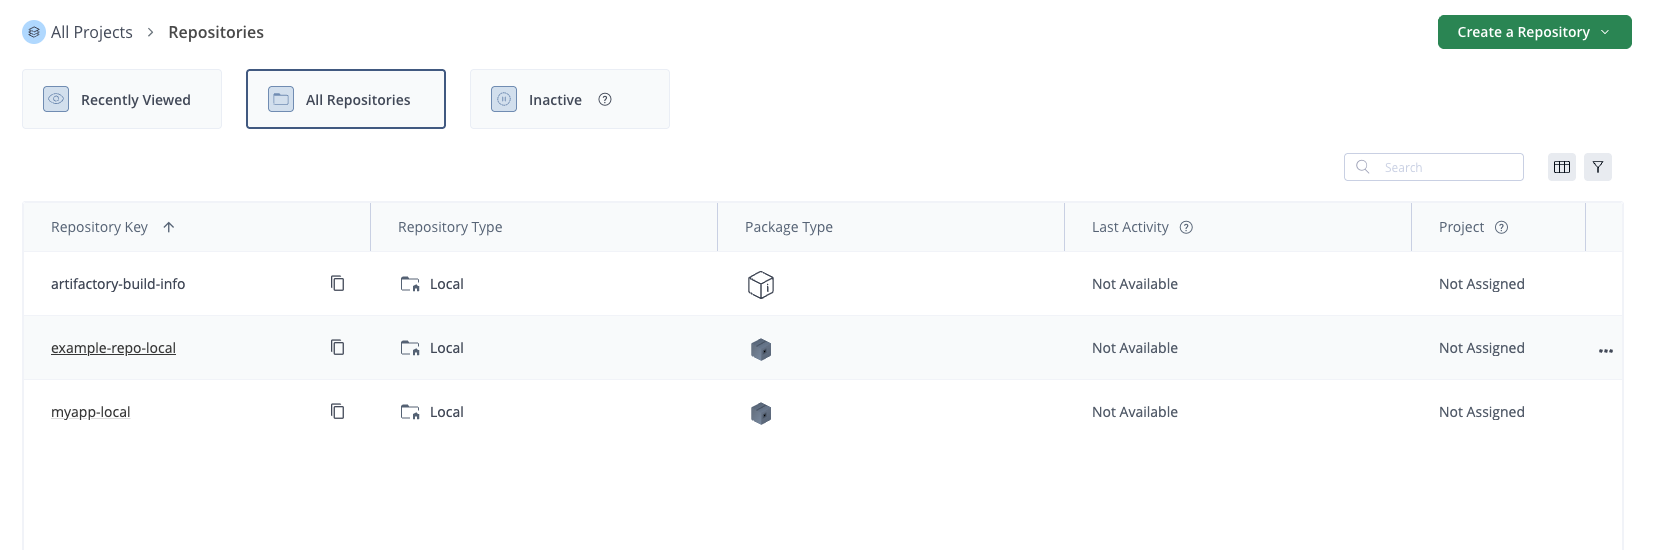 All Projects > Repositories
Create a Repository
Recently Viewed
All Repositories
Inactive
Search
Repository Key Repository Type Package Type Last Activity Project
artifactory-build-info Local Not Available Not Assigned
example-repo-local Local Not Available Not Assigned
myapp-local Local Not Available Not Assigned